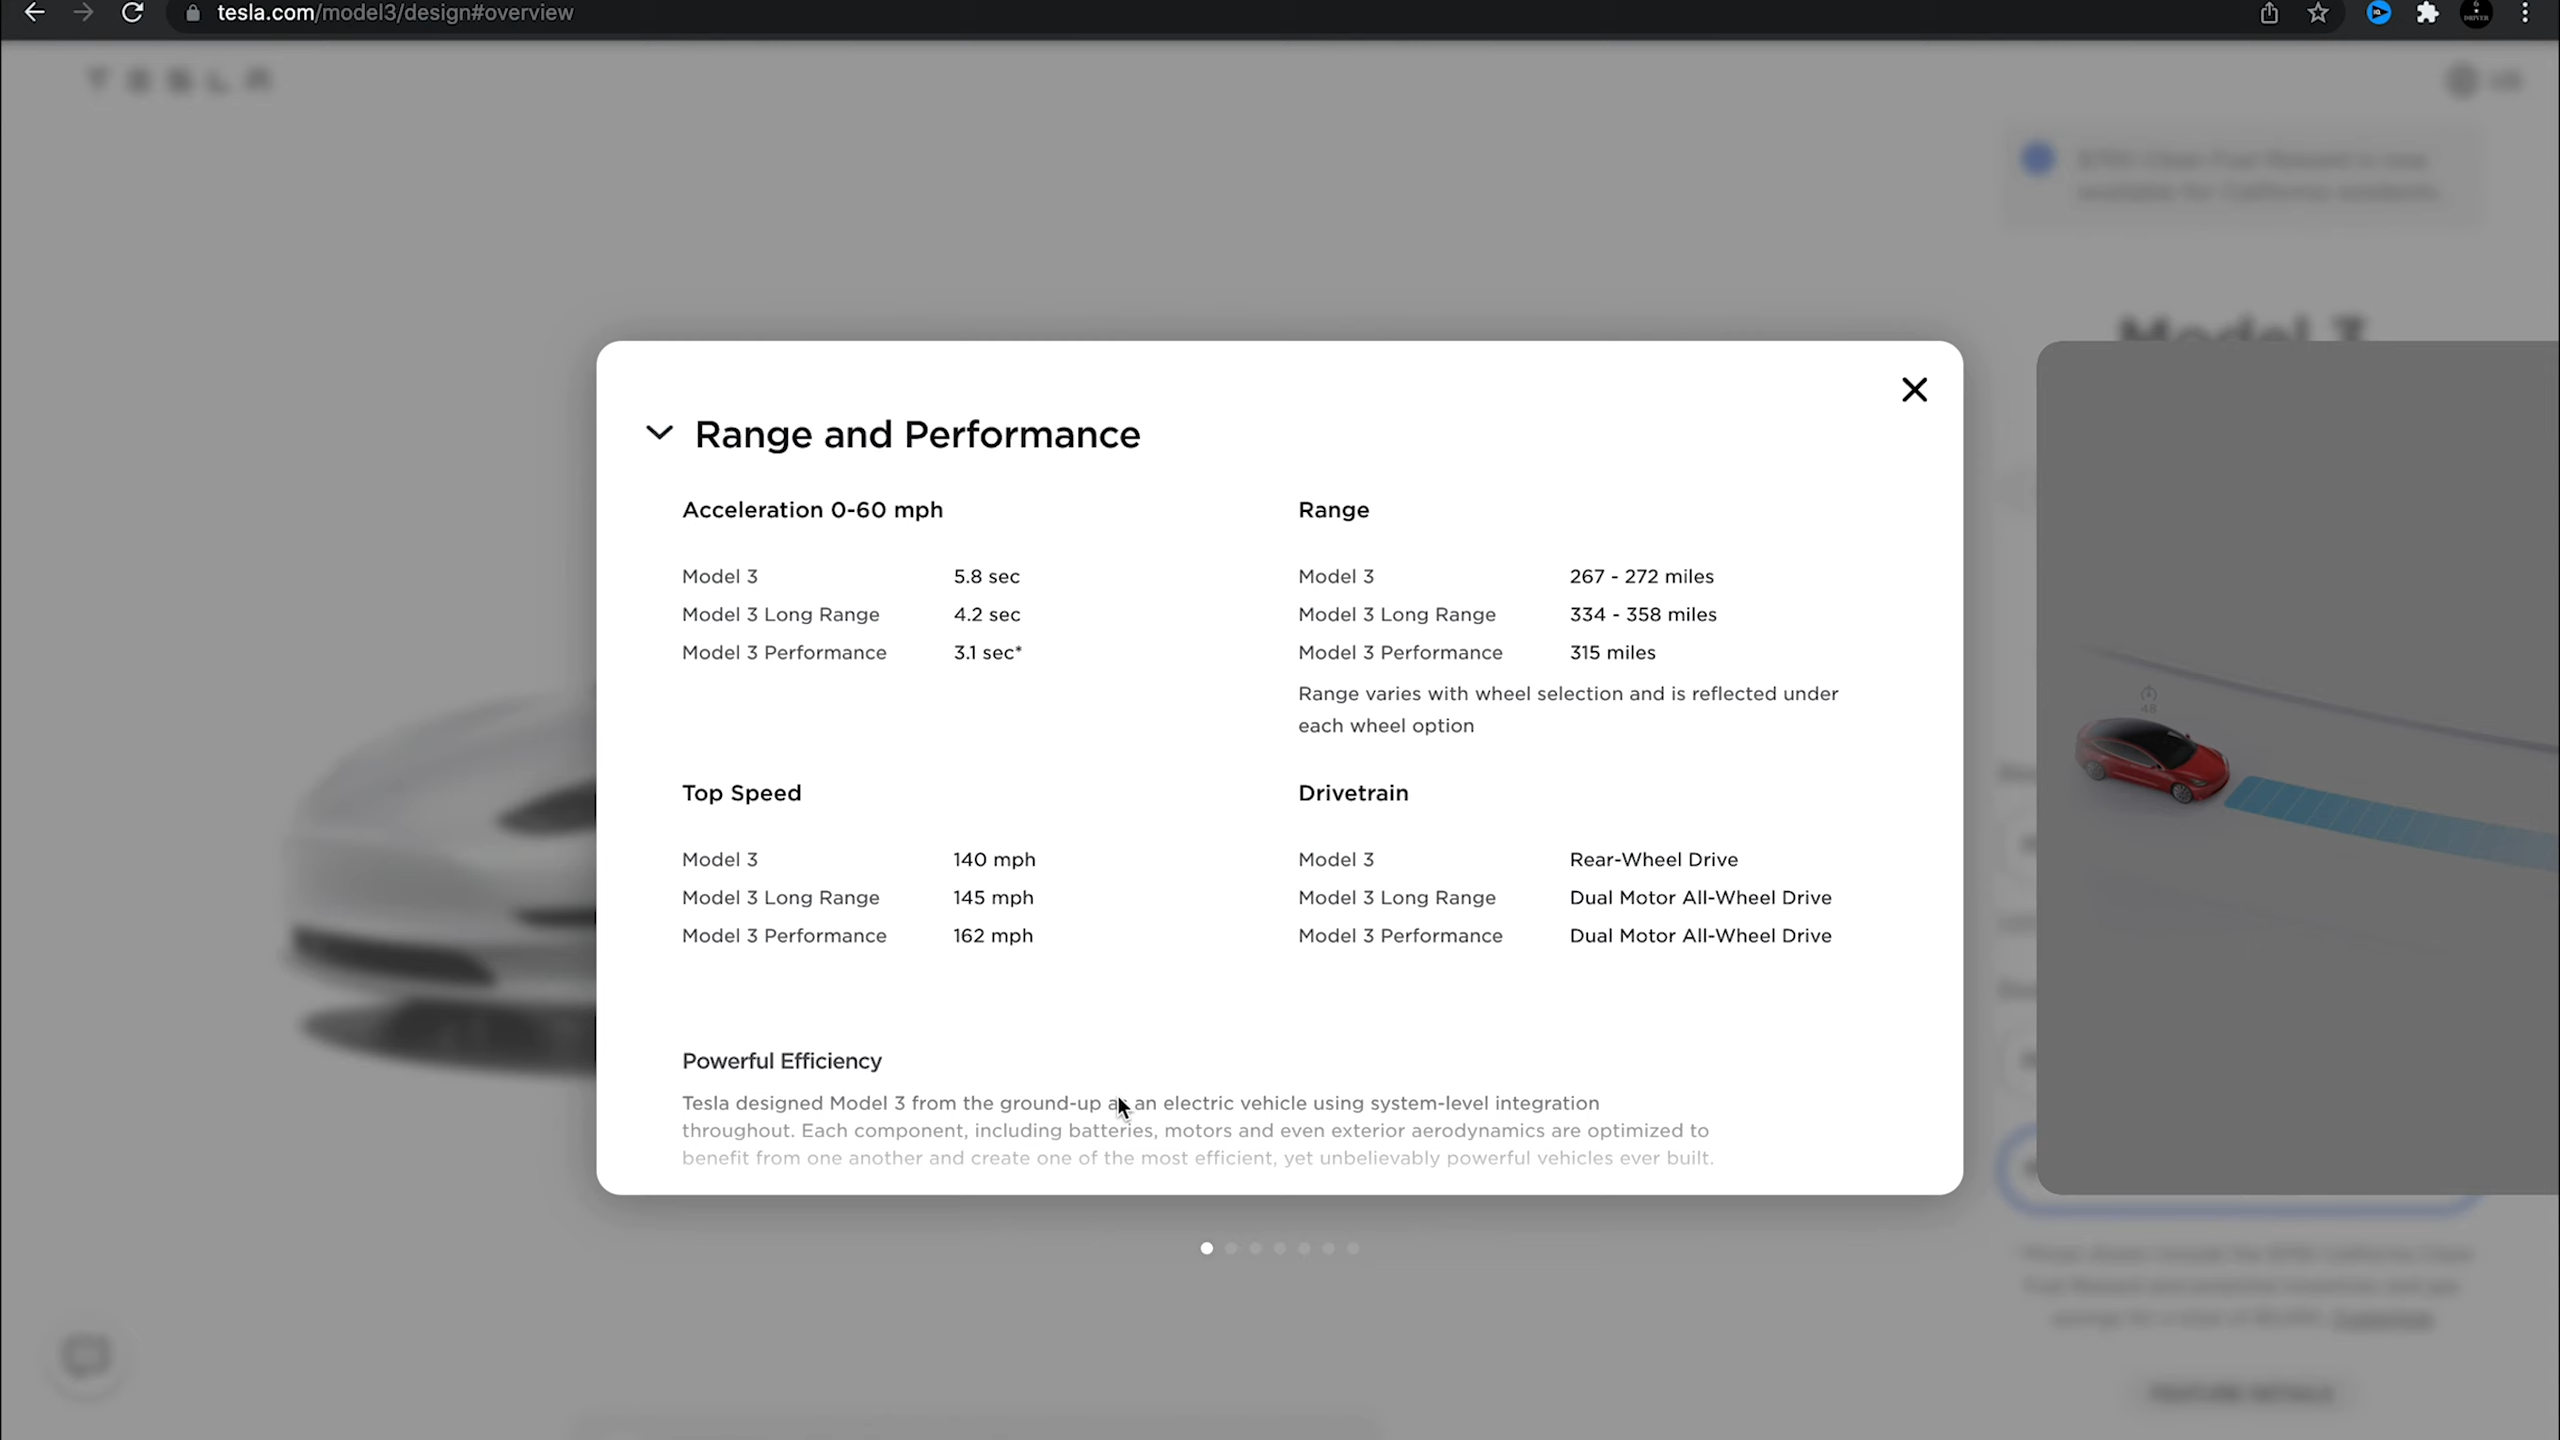 tesla.com/model3/design#overview
TESLA
Model 3
Range and Performance
Acceleration 0-60 mph
Model 3 5.8 sec
Model 3 Long Range 4.2 sec
Model 3 Performance 3.1 sec*
Range
Model 3 267 - 272 miles
Model 3 Long Range 334 - 358 miles
Model 3 Performance 315 miles
Range varies with wheel selection and is reflected under
each wheel option
Top Speed
Model 3 140 mph
Model 3 Long Range 145 mph
Model 3 Performance 162 mph
Drivetrain
Model 3 Rear-Wheel Drive
Model 3 Long Range Dual Motor All-Wheel Drive
Model 3 Performance Dual Motor All-Wheel Drive
Powerful Efficiency
Tesla designed Model 3 from the ground-up as an electric vehicle using system-level integration
throughout. Each component, including batteries, motors and even exterior aerodynamics are optimized to
benefit from one another and create one of the most efficient, yet unbelievably powerful vehicles ever built.
48
FEATURE DETAILS